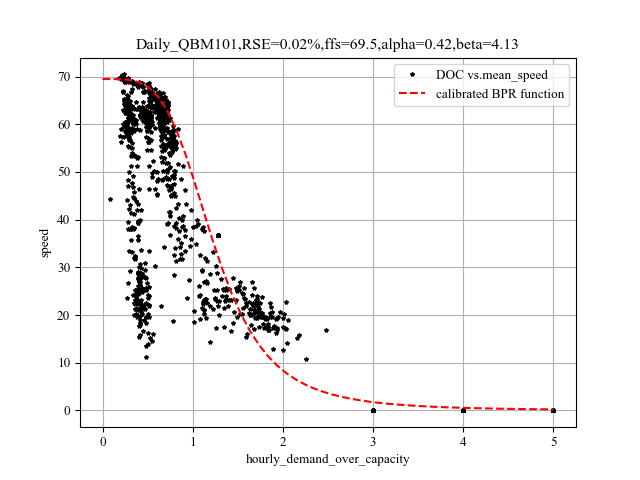 Daily_QBM101,RSE=0.02%,ffs=69.5,alpha=0.42,beta=4.13
DOC vs.mean_speed
calibrated BPR function
70
60
50
40
30
20
10
0
speed
0 1 2 3 4 5
hourly_demand_over_capacity